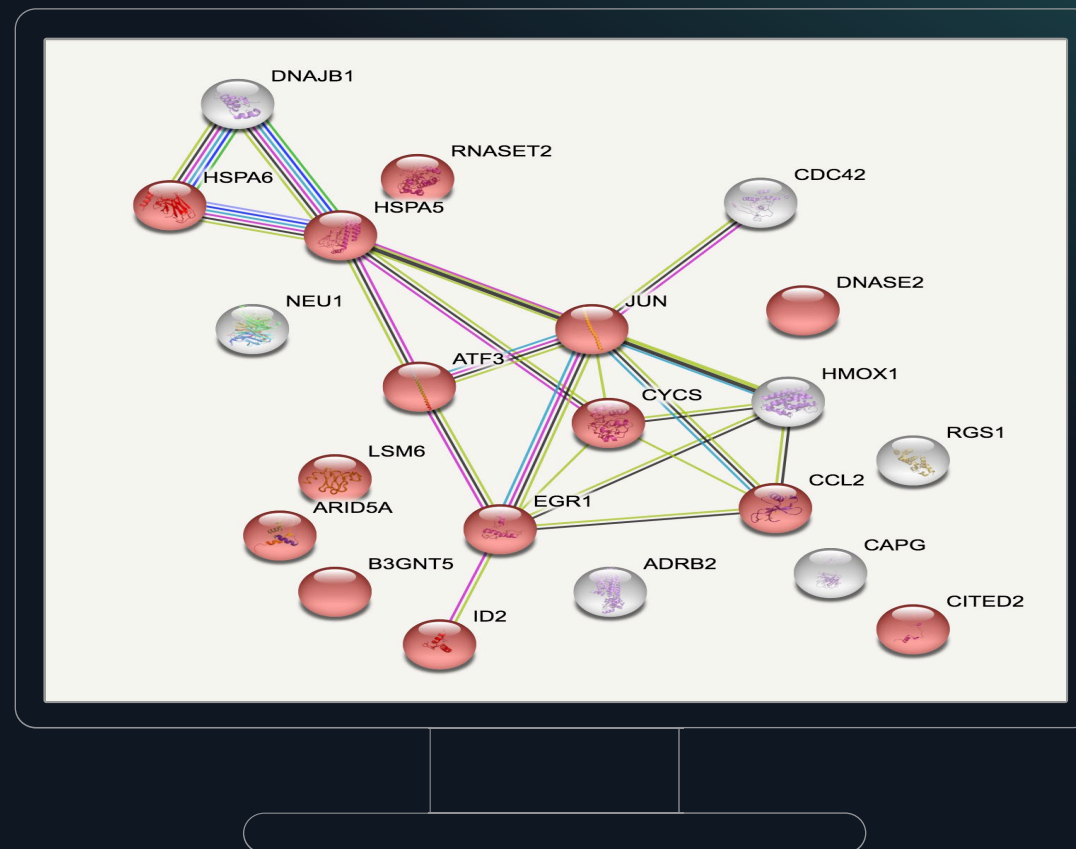 DNAJB1
RNASET2
HSPA6
CDC42
HSPA5
DNASE2
NEU1
JUN
ATF3
HMOX1
CYCS
RGS1
LSM6
CCL2
ARID5A
EGR1
CAPG
B3GNT5
ADRB2
CITED2
ID2